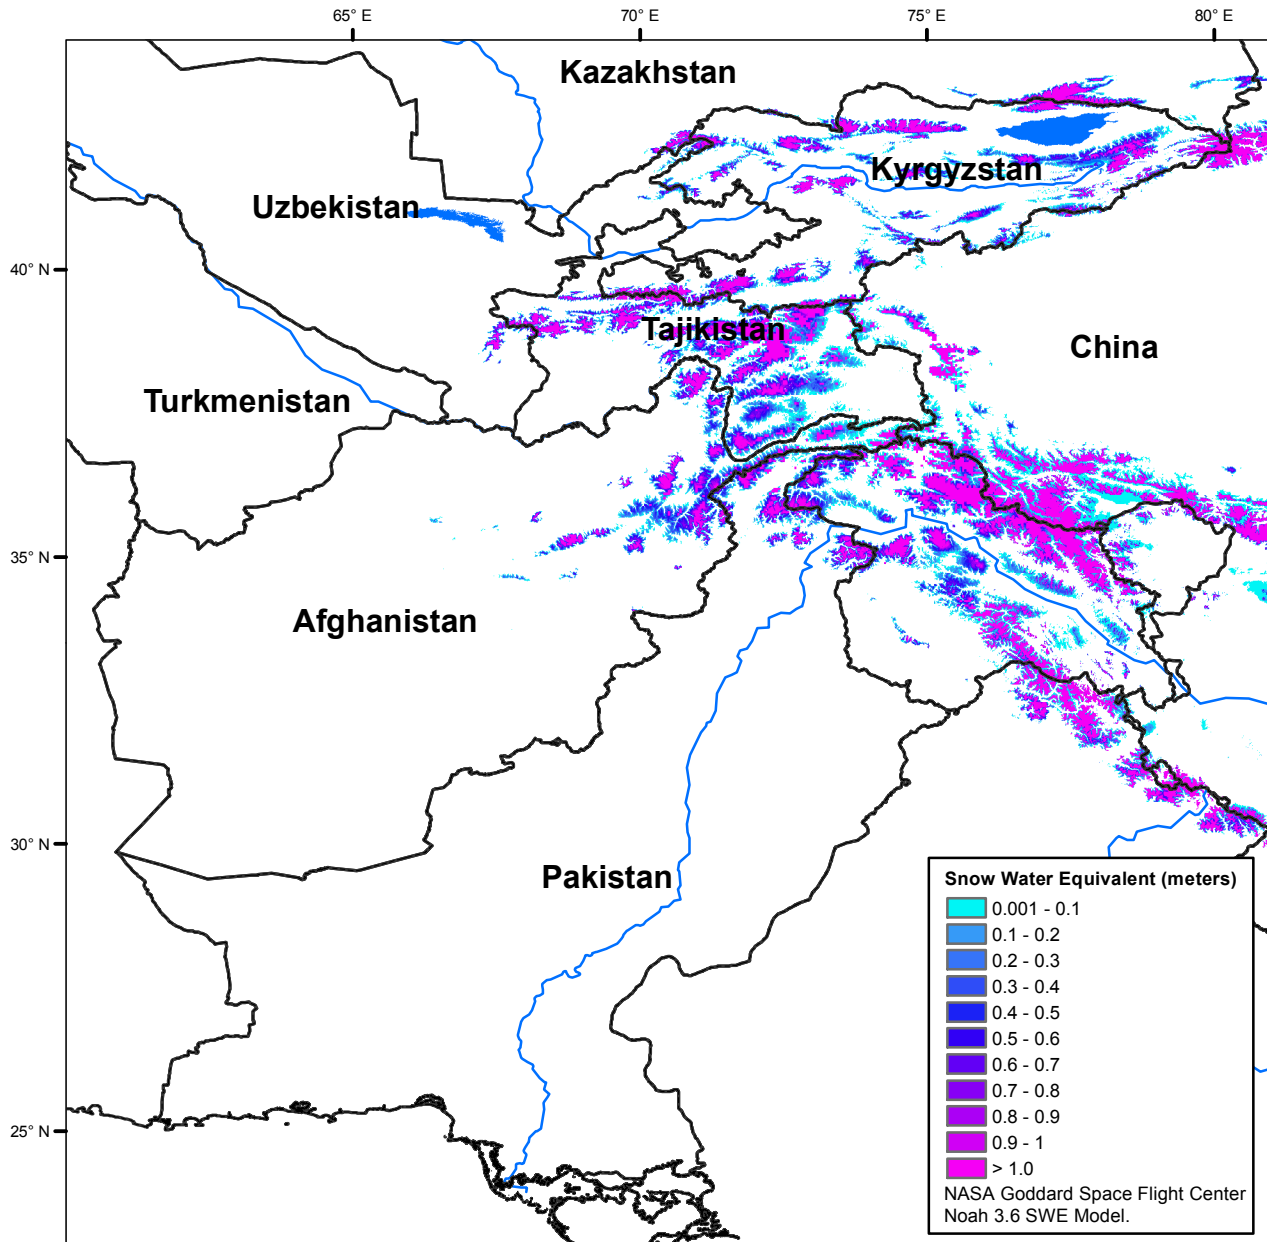 65° E
70° E
75° E
80° E
Kazakhstan
Kyrgyzstan
Uzbekistan
40° N
Tajikistan
China
Turkmenistan
35° N
Afghanistan
30° N
Pakistan
25° N
Snow Water Equivalent (meters)
0.001 - 0.1
0.1 - 0.2
0.2 - 0.3
0.3 - 0.4
0.4 - 0.5
0.5 - 0.6
0.6 - 0.7
0.7 - 0.8
0.8 - 0.9
0.9 - 1
> 1.0
NASA Goddard Space Flight Center
Noah 3.6 SWE Model.